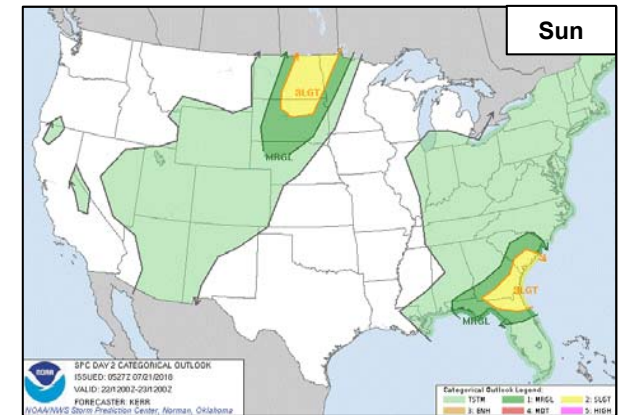 Sun
SLGT
MRGL
SLGT
MRGL
SPC DAY 2 CATEGORICAL OUTLOOK
ISSUED: 0527Z 07/21/2018
VALID: 22/1200Z-23/1200Z
FORECASTER: KERR
NOAA/NWS Storm Prediction Center, Norman, Oklahoma
Categorical Outlook Legend:
TSTM 1: MRGL 2: SLGT
3: ENH 4: MDT 5: HIGH